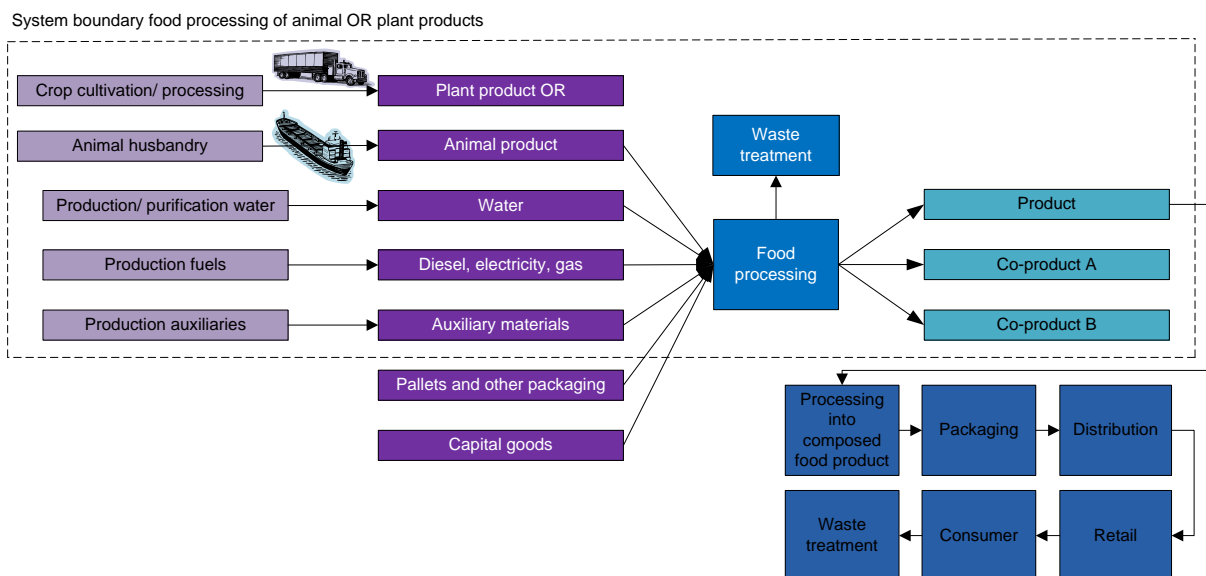 System boundary food processing of animal OR plant products
Crop cultivation/ processing
Plant product OR
Animal husbandry
Animal product
Waste
treatment
Production/ purification water
Water
Product
Production fuels
Diesel, electricity, gas
Food
processing
Co-product A
Production auxiliaries
Auxiliary materials
Co-product B
Pallets and other packaging
Capital goods
Processing
into
composed
food product
Packaging
Distribution
Waste
treatment
Consumer
Retail